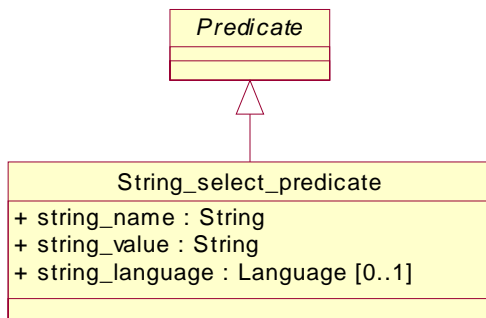 Predicate
String_select_predicate
+ string_name : String
+ string_value : String
+ string_language : Language [0..1]